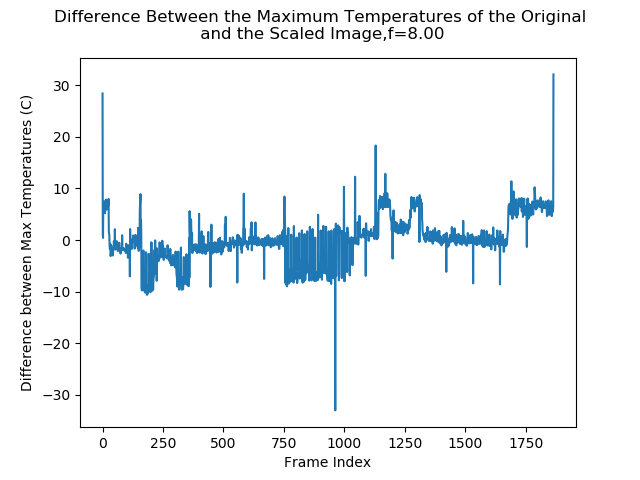 Difference Between the Maximum Temperatures of the Original
and the Scaled Image,f=8.00
Difference between Max Temperatures (C)
30
20
10
0
−10
−20
−30
0 250 500 750 1000 1250 1500 1750
Frame Index